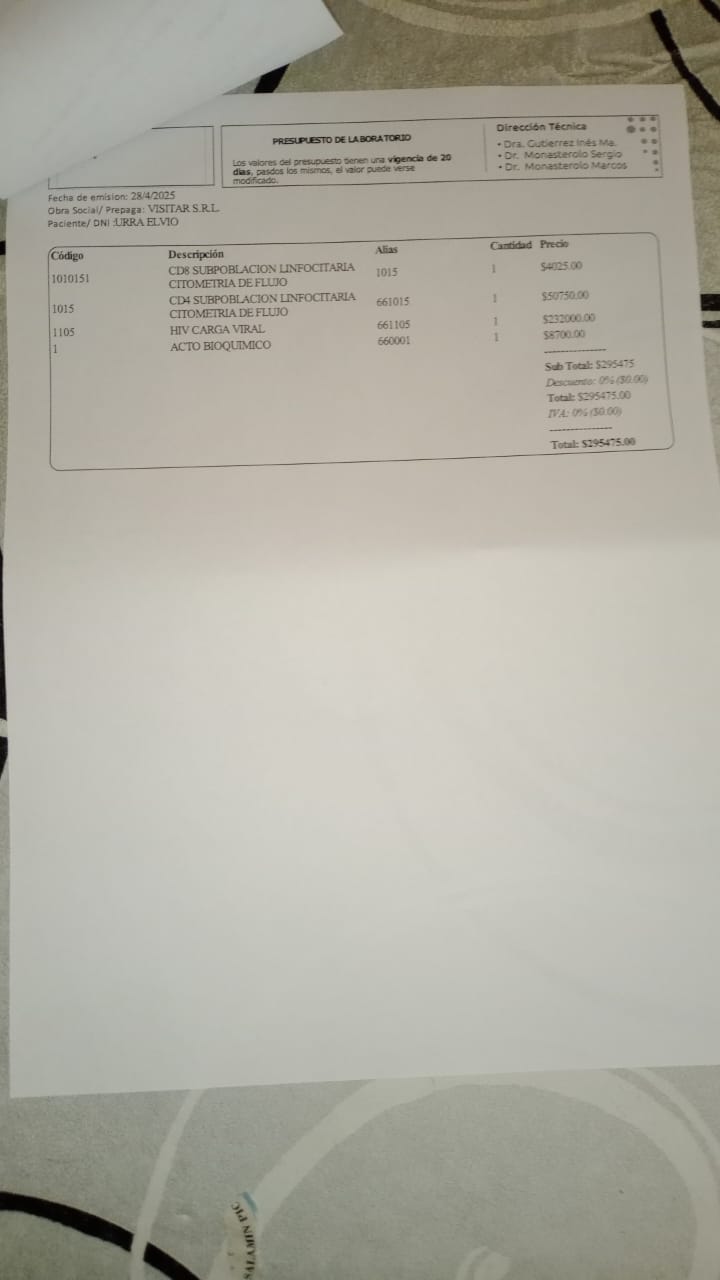 PRESUPUESTO DE LABORATORIO
Los valores del presupuesto tienen una vigencia de 20
dias, pasdos los mismos, el valor puede verse
modificado.
Dirección Técnica
• Dra. Gutierrez Inés Ma.
• Dr. Monasterolo Sergio
• Dr. Monasterolo Marcos
Fecha de emision: 28/4/2025
Obra Social/ Prepaga: VISITAR S.R.L.
Paciente/ DNI :URRA ELVIO
Código Descripción Alias Cantidad Precio
1010151 CD8 SUBPOBLACION LINFOCITARIA CITOMETRIA DE FLUJO 1015 1 $4025.00
1015 CD4 SUBPOBLACION LINFOCITARIA CITOMETRIA DE FLUJO 661015 1 $50750.00
1105 HIV CARGA VIRAL 661105 1 $232000.00
1 ACTO BIOQUIMICO 660001 1 $8700.00
---------------
Sub Total: $295475
Descuento: 0% ($0.00)
Total: $295475.00
IVA: 0% ($0.00)
---------------
Total: $295475.00
SALAMIN PIC